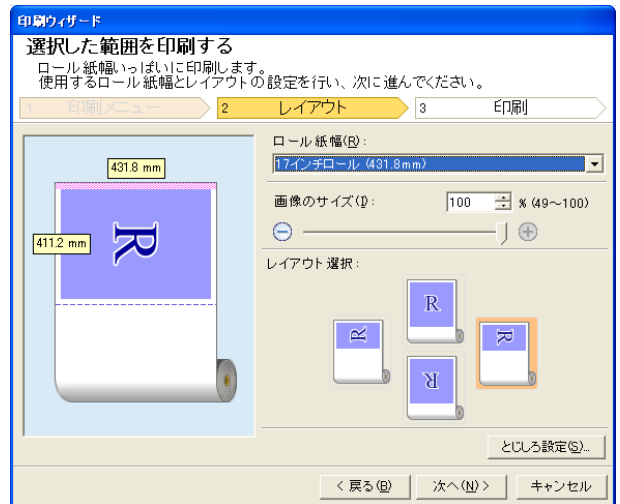 印刷ウィザード
選択した範囲を印刷する
ロール紙幅いっぱいに印刷します。
使用するロール紙幅とレイアウトの設定を行い、次に進んでください。
1 印刷メニュー 2 レイアウト 3 印刷
ロール紙幅(R):
17インチロール (431.8mm)
431.8 mm
画像のサイズ(I): 100 % (49～100)
411.2 mm
R
レイアウト選択:
R
R
R
R
とじしろ設定(S)...
< 戻る(B) 次へ(N) > キャンセル